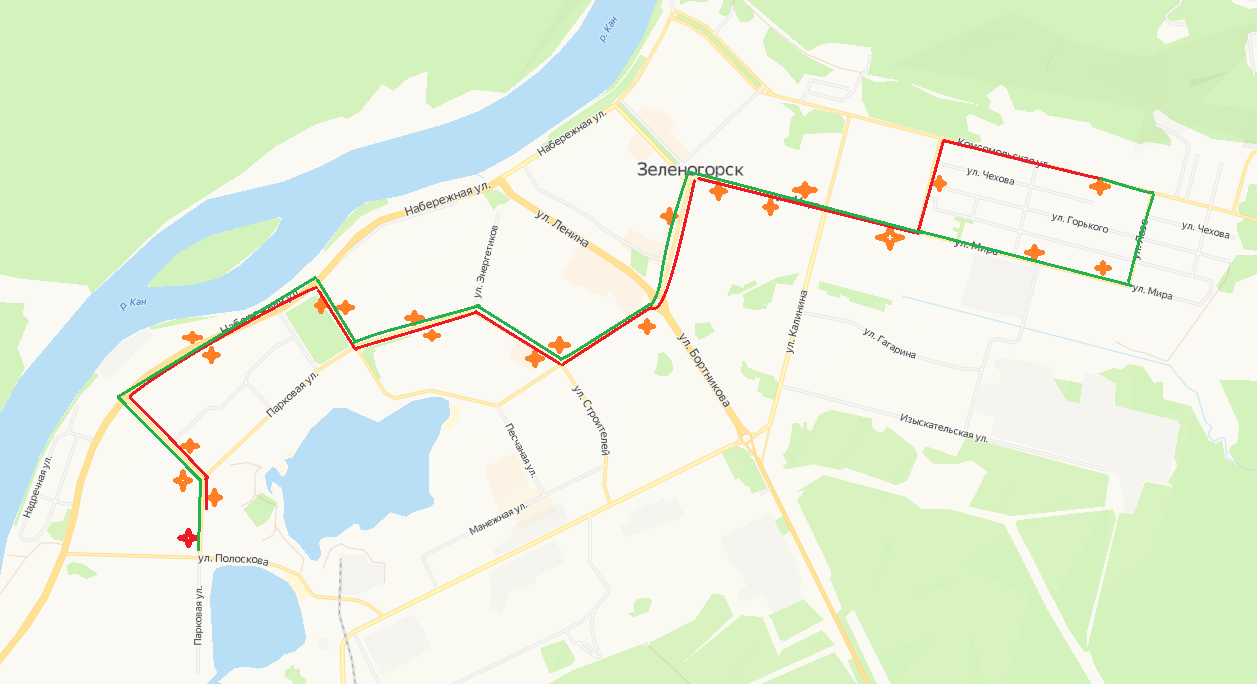 р. Кан
Набережная ул.
Зеленогорск
Комсомольская ул.
ул. Чехова
Набережная ул.
ул. Ленина
ул. Горького
ул. Чехова
ул. Мира
ул. Энергетиков
р. Кан
ул. Мира
ул. Калинина
ул. Гагарина
ул. Бортникова
Парковая ул.
ул. Строителей
Песчаная ул.
Изыскательская ул.
Надречная ул.
Манежная ул.
ул. Полоскова
Парковая ул.